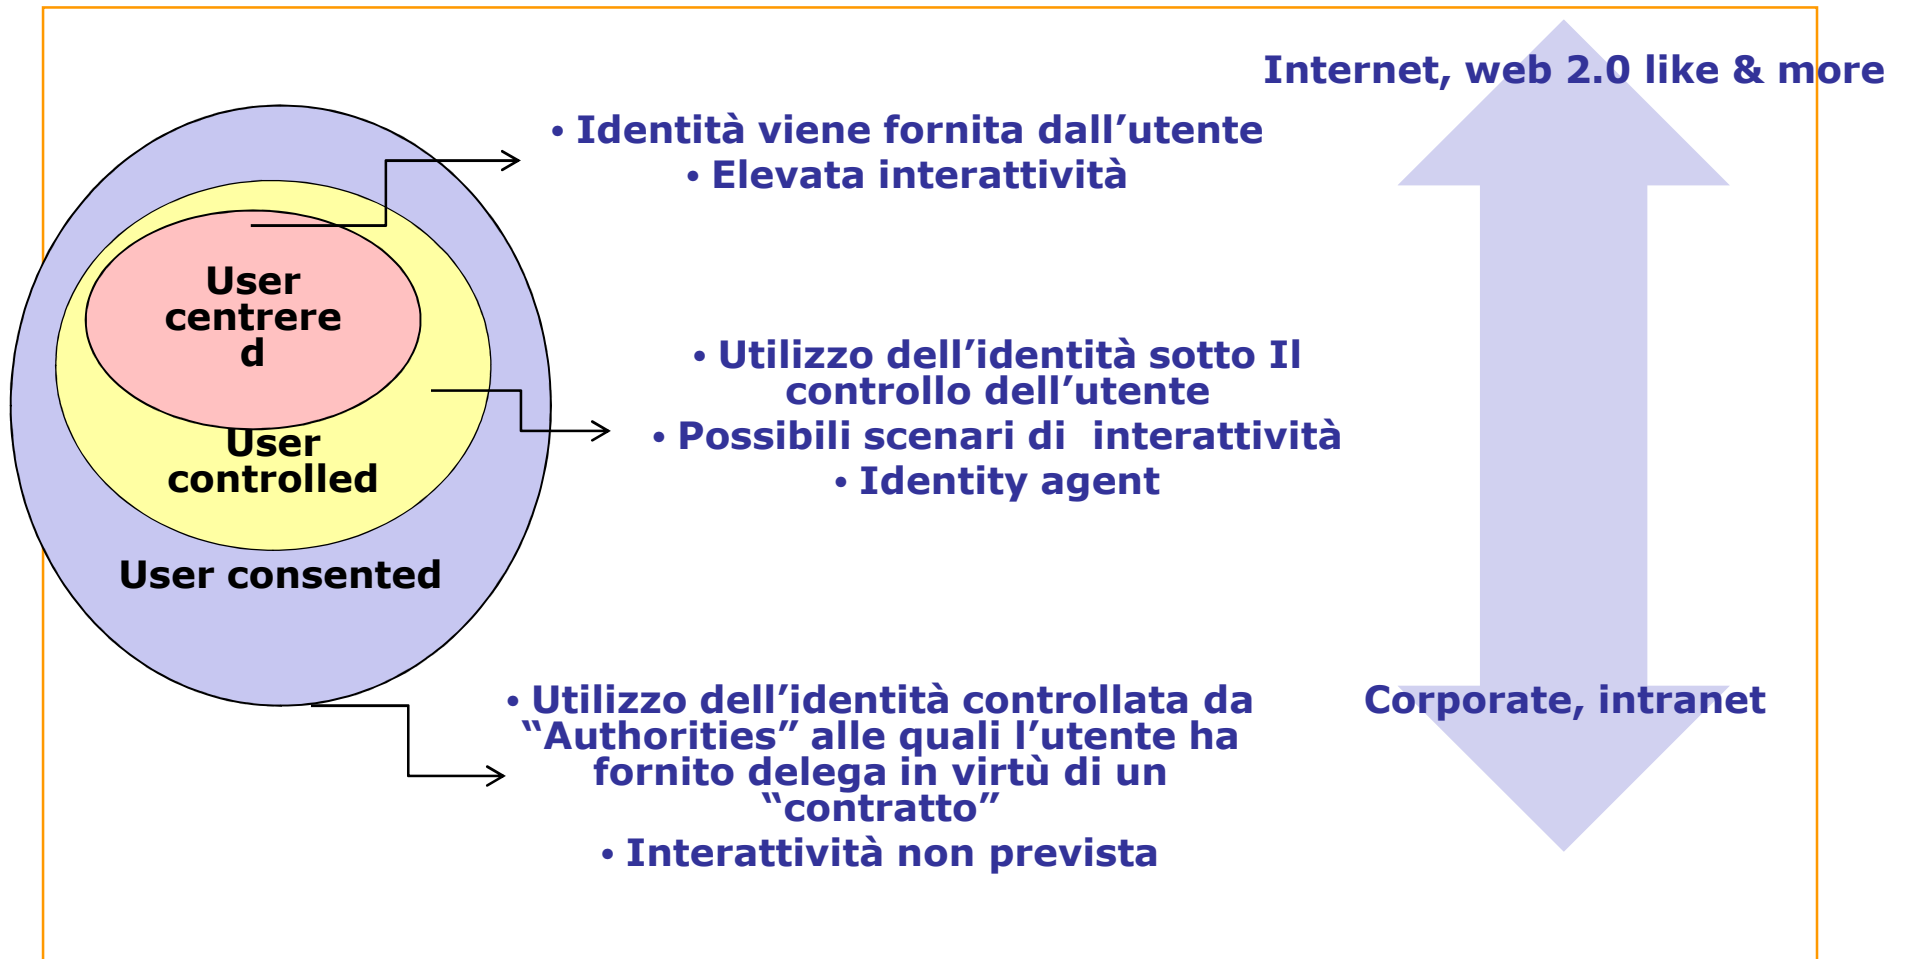 Internet, web 2.0 like & more
• Identità viene fornita dall’utente
• Elevata interattività
User
centrere
d
• Utilizzo dell’identità sotto Il
controllo dell’utente
• Possibili scenari di interattività
• Identity agent
User
controlled
User consented
• Utilizzo dell’identità controllata da
“Authorities” alle quali l’utente ha
fornito delega in virtù di un
“contratto”
• Interattività non prevista
Corporate, intranet